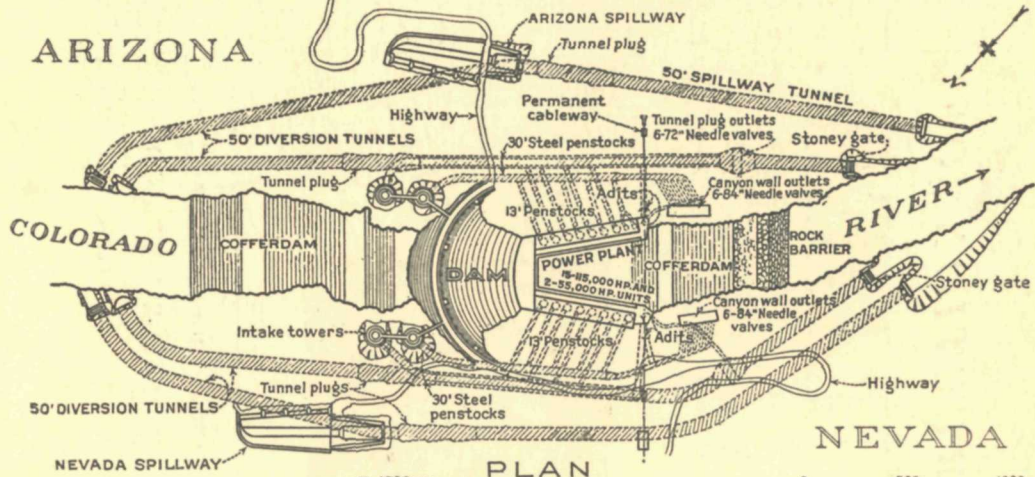 ARIZONA
ARIZONA SPILLWAY
Tunnel plug
50' SPILLWAY TUNNEL
Highway
Permanent
cableway
Tunnel plug outlets
6-72" Needle valves
Stoney gate
50' DIVERSION TUNNELS
30' Steel penstocks
Tunnel plug
Adits
Canyon wall outlets
6-84" Needle valves
13' Penstocks
COLORADO
COFFERDAM
DAM
POWER PLANT
15-115,000 H.P. AND
2-55,000 H.P. UNITS
COFFERDAM
ROCK
BARRIER
RIVER
Stoney gate
Canyon wall outlets
6-84" Needle
valves
Intake towers
13' Penstocks
Adits
Highway
Tunnel plugs
50' DIVERSION TUNNELS
30' Steel
penstocks
NEVADA
NEVADA SPILLWAY
PLAN